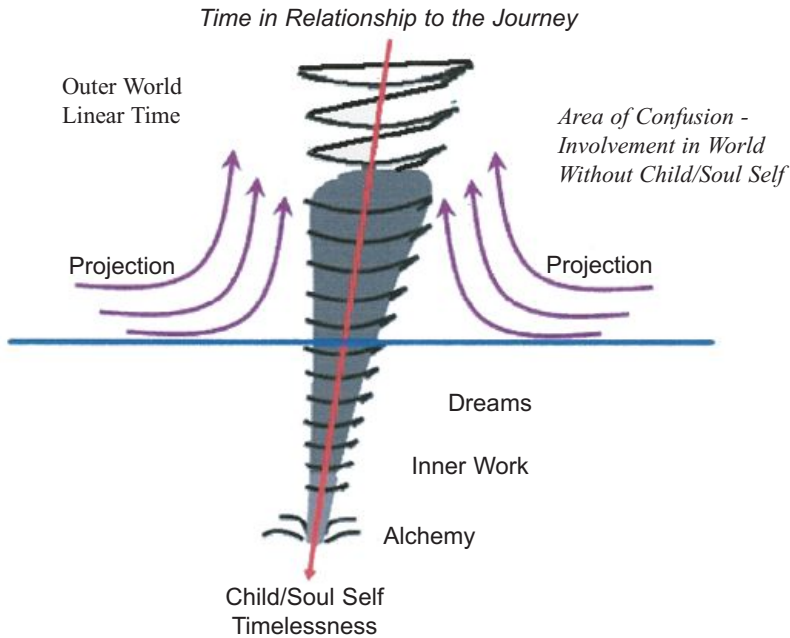 Time in Relationship to the Journey
Outer World
Linear Time
Area of Confusion -
Involvement in World
Without Child/Soul Self
Projection
Projection
Dreams
Inner Work
Alchemy
Child/Soul Self
Timelessness